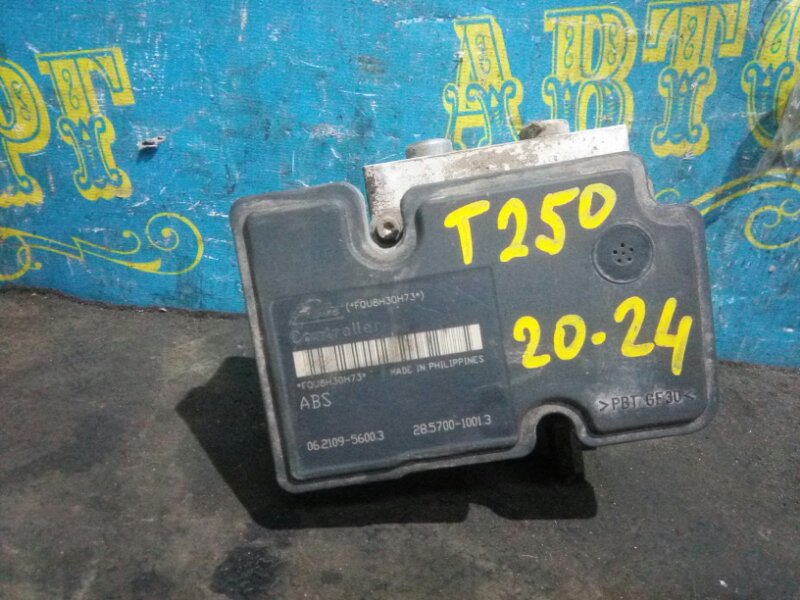 РТ АВТО
T250
20-24
(*FQU8H30H73*)
Controller
*FQU8H30H73* MADE IN PHILIPPINES
ABS
06.2109-5600.3 28.5700-1001.3
>PBT GF30<